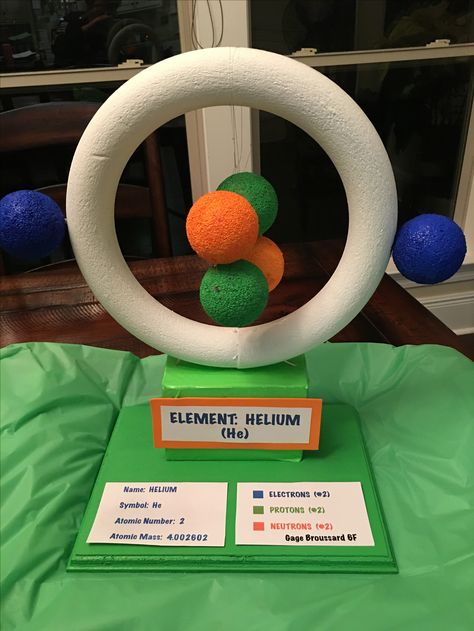 ELEMENT: HELIUM
(He)
Name: HELIUM
Symbol: He
Atomic Number: 2
Atomic Mass: 4.002602
ELECTRONS (#2)
PROTONS (#2)
NEUTRONS (#2)
Gage Broussard 6F